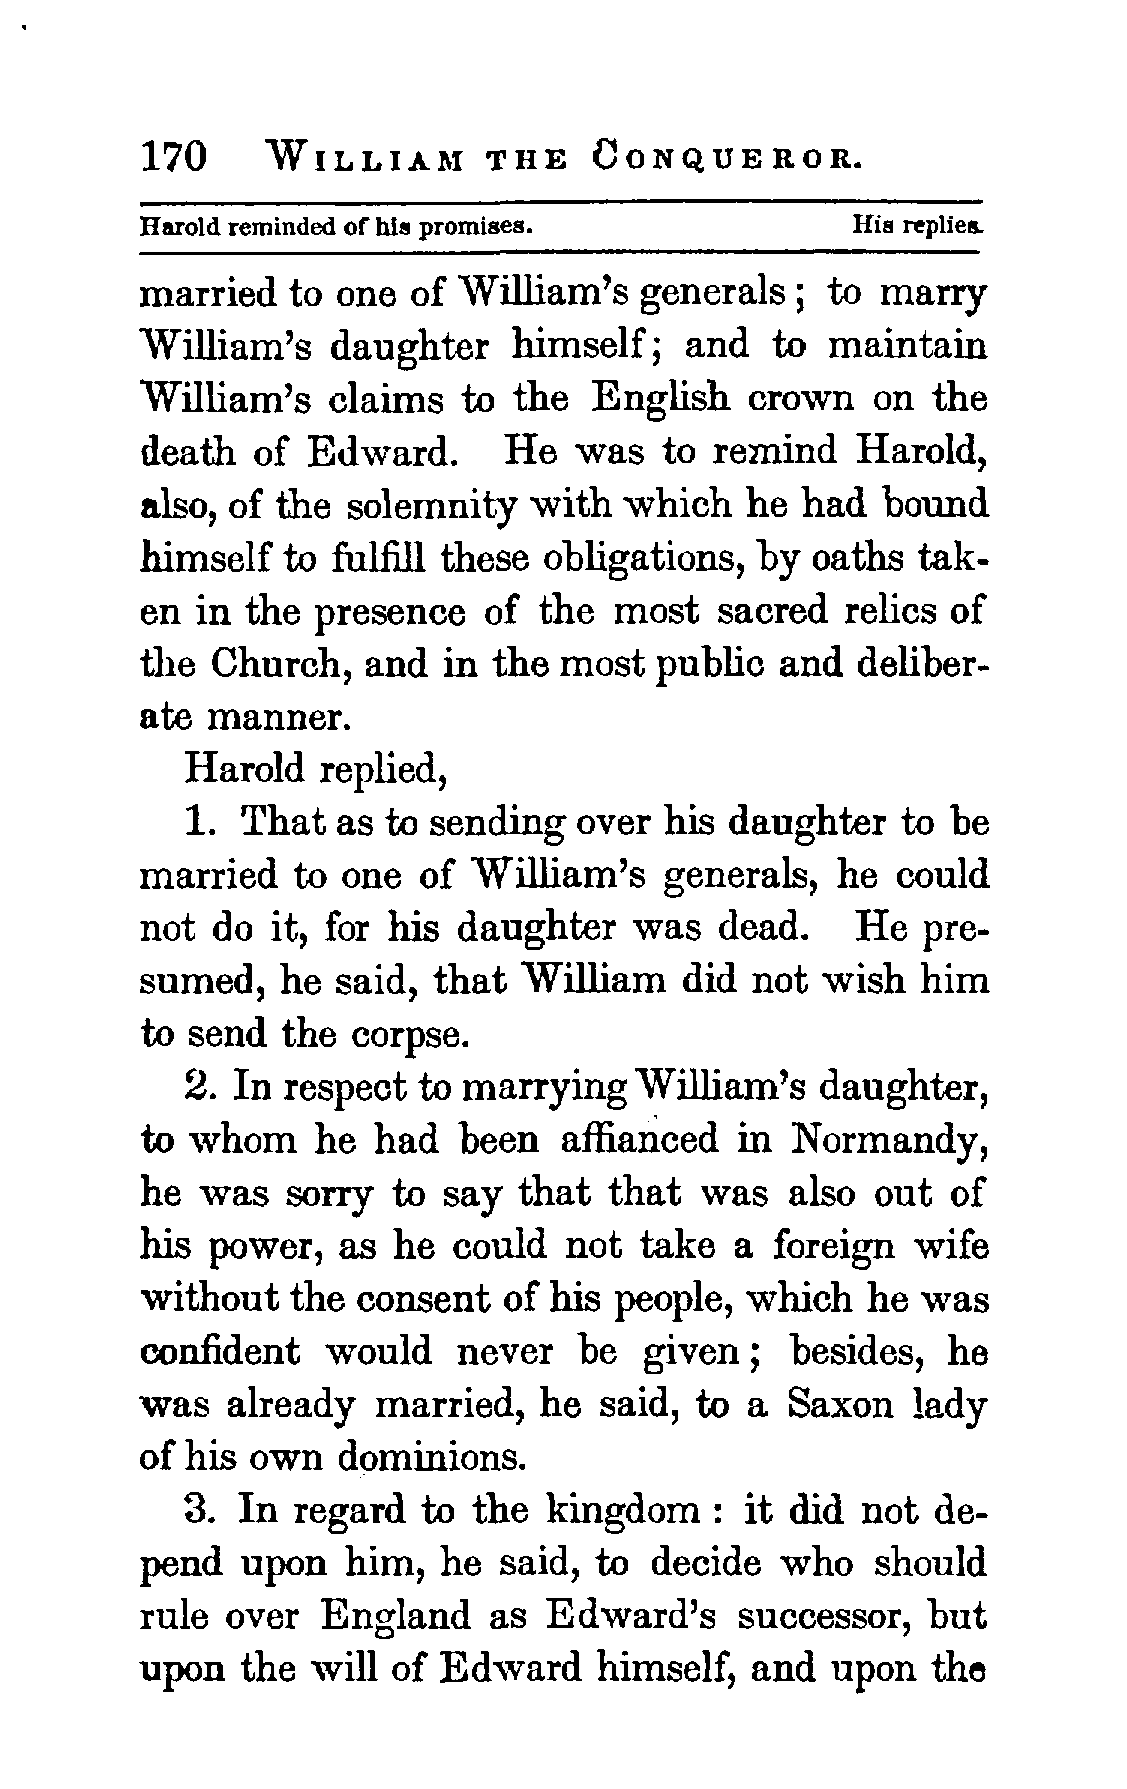 170 WILLIAM THE CONQUEROR.
Harold reminded of his promises. His replies.
married to one of William's generals; to marry
William's daughter himself; and to maintain
William's claims to the English crown on the
death of Edward. He was to remind Harold,
also, of the solemnity with which he had bound
himself to fulfill these obligations, by oaths tak-
en in the presence of the most sacred relics of
the Church, and in the most public and deliber-
ate manner.
Harold replied,
1. That as to sending over his daughter to be
married to one of William's generals, he could
not do it, for his daughter was dead. He pre-
sumed, he said, that William did not wish him
to send the corpse.
2. In respect to marrying William's daughter,
to whom he had been affianced in Normandy,
he was sorry to say that that was also out of
his power, as he could not take a foreign wife
without the consent of his people, which he was
confident would never be given; besides, he
was already married, he said, to a Saxon lady
of his own dominions.
3. In regard to the kingdom: it did not de-
pend upon him, he said, to decide who should
rule over England as Edward's successor, but
upon the will of Edward himself, and upon the